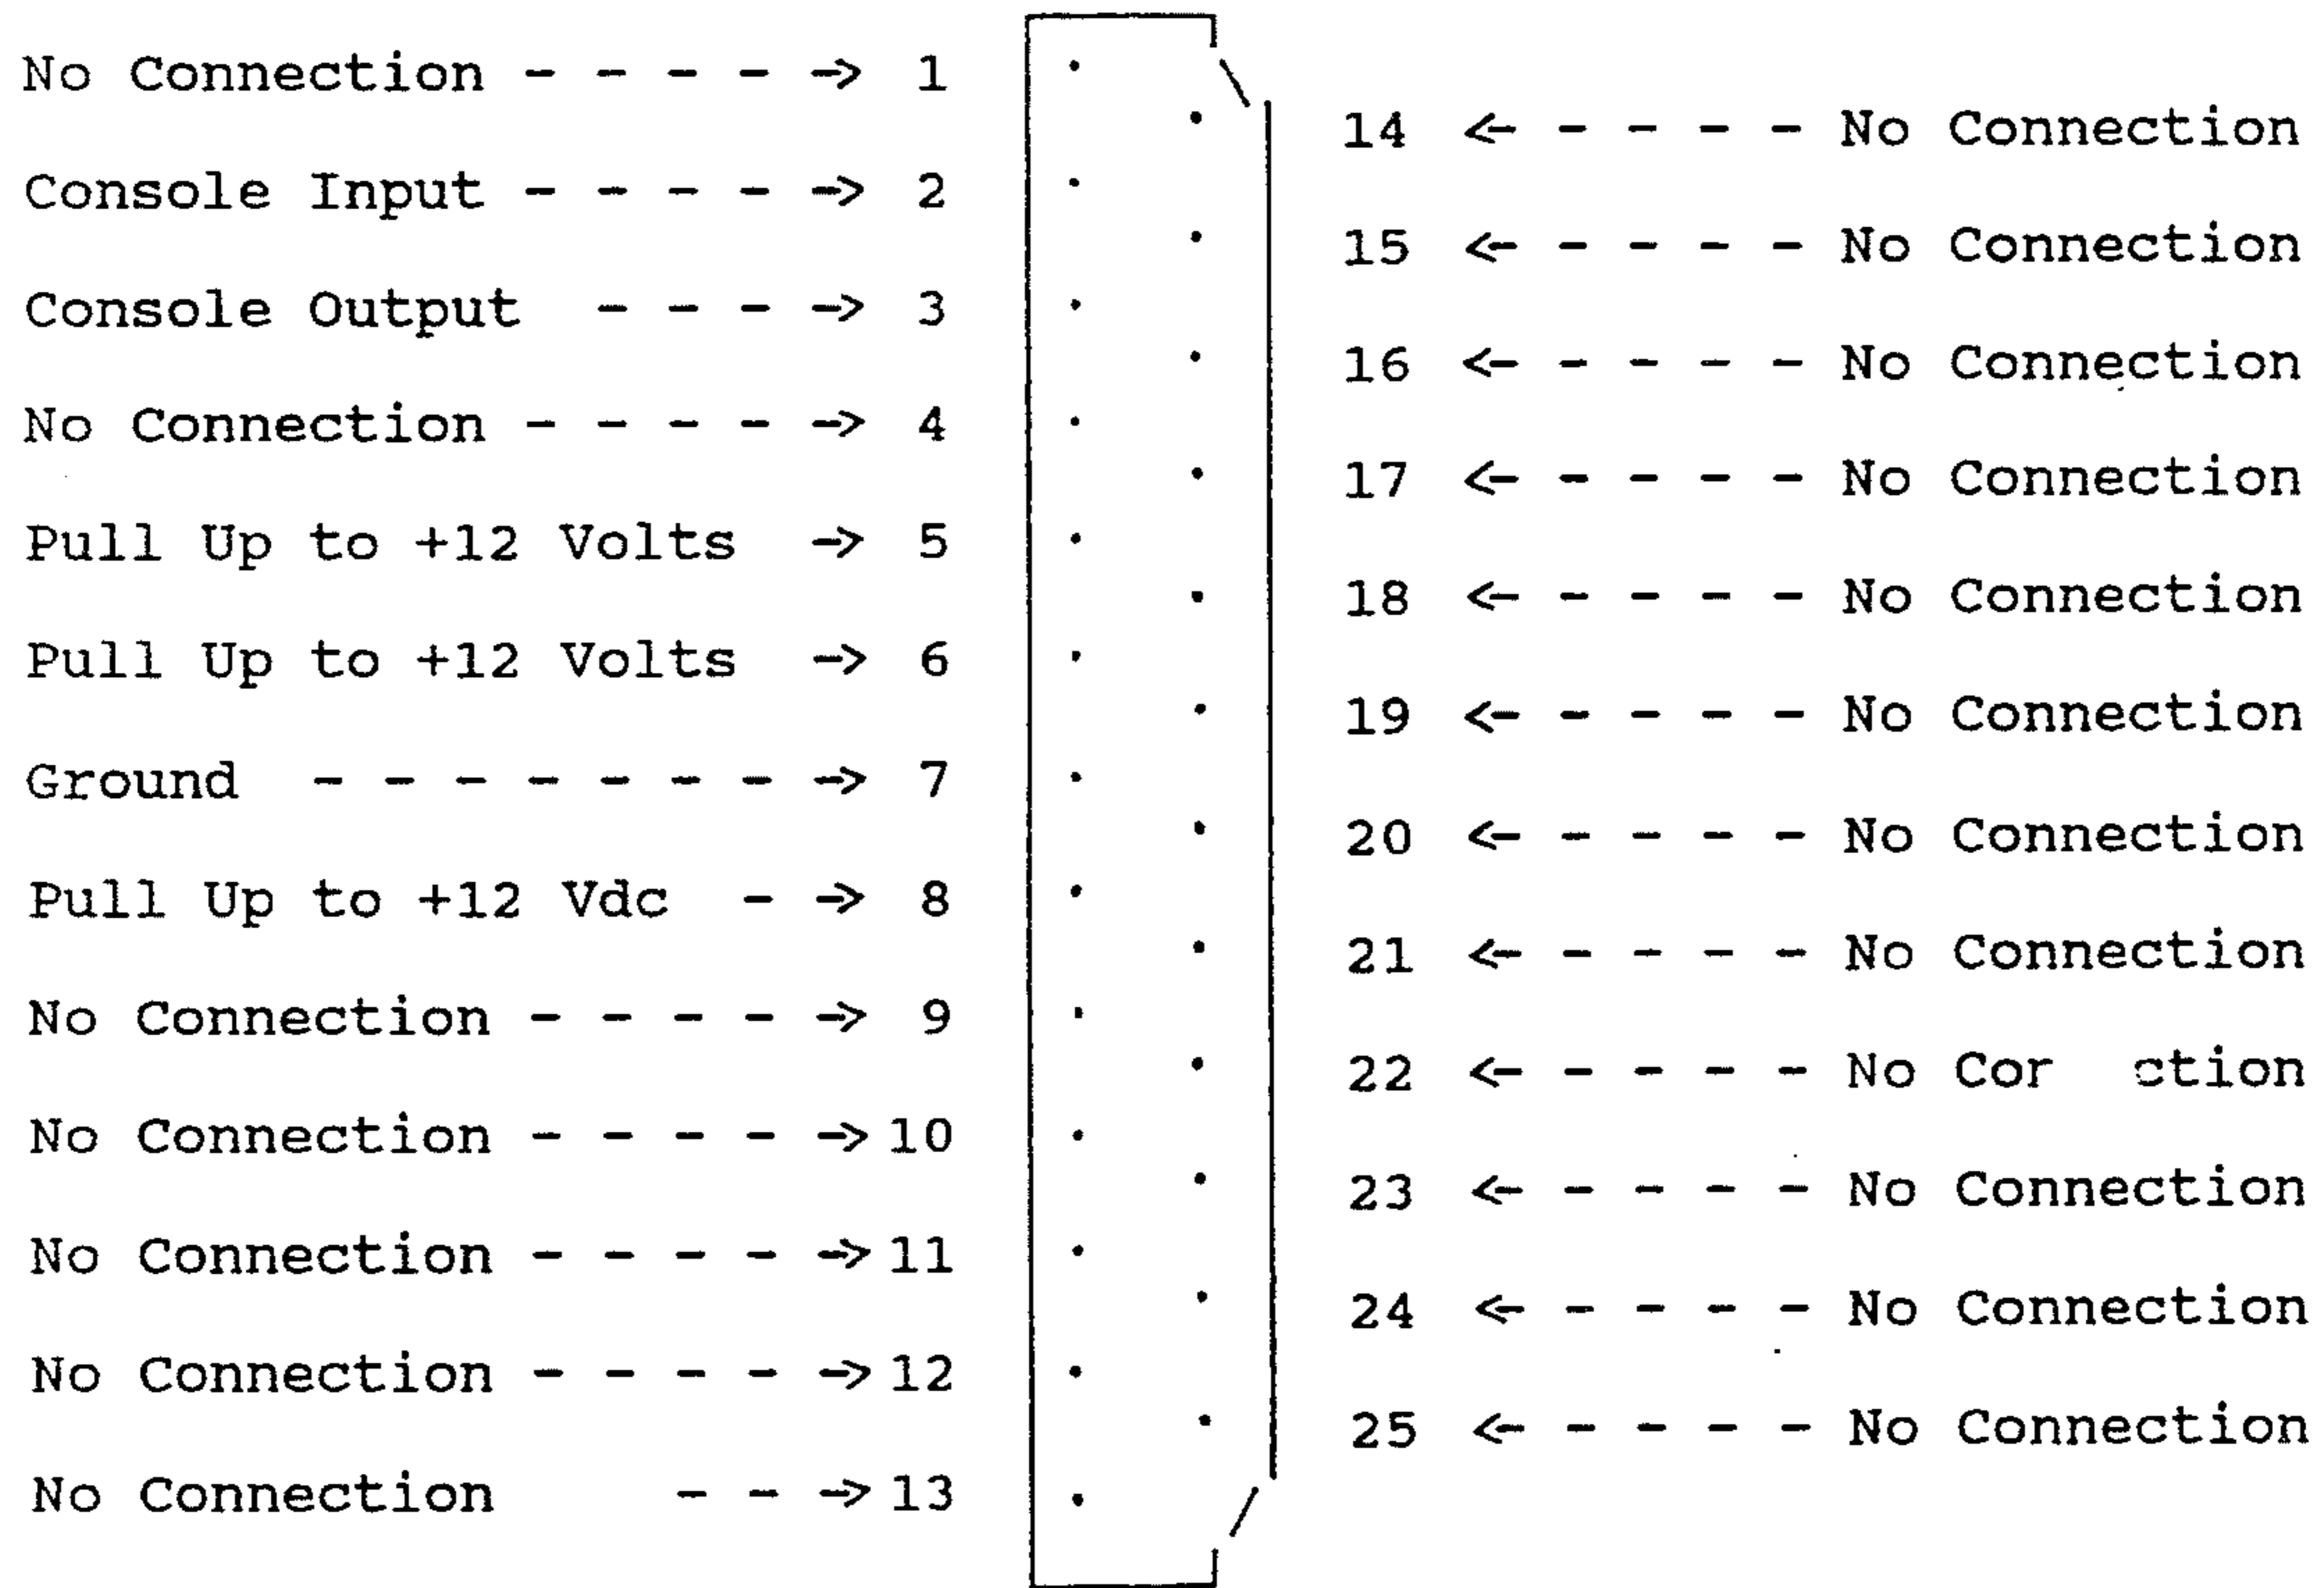 No Connection - - - - -> 1
14 <- - - - - No Connection
Console Input - - - - -> 2
15 <- - - - - No Connection
Console Output - - - -> 3
16 <- - - - - No Connection
No Connection - - - - -> 4
17 <- - - - - No Connection
Pull Up to +12 Volts -> 5
18 <- - - - - No Connection
Pull Up to +12 Volts -> 6
19 <- - - - - No Connection
Ground - - - - - - - -> 7
20 <- - - - - No Connection
Pull Up to +12 Vdc - -> 8
21 <- - - - - No Connection
No Connection - - - - -> 9
22 <- - - - - No
No Connection - - - - -> 10
23 <- - - - - No Connection
No Connection - - - - -> 11
24 <- - - - - No Connection
No Connection - - - - -> 12
25 <- - - - - No Connection
No Connection - - -> 13